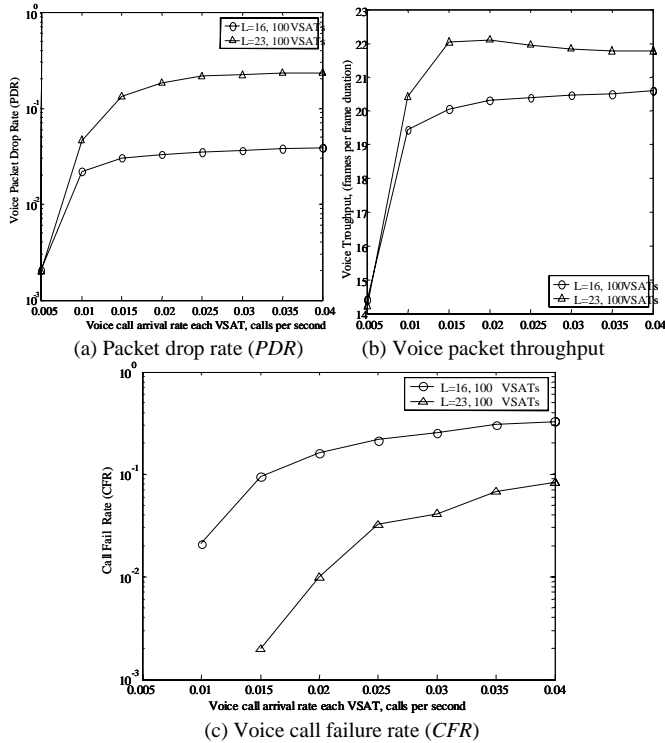 10^0
10^-1
10^-2
10^-3
Voice Packet Drop Rate (PDR)
L=16, 100VSATs
L=23, 100VSATs
0.005 0.01 0.015 0.02 0.025 0.03 0.035 0.04
Voice call arrival rate each VSAT, calls per second
(a) Packet drop rate (PDR)
23
22
21
20
19
18
17
16
15
14
Voice Troughput, (frames per frame duration)
L=16, 100VSATs
L=23, 100VSATs
0.005 0.01 0.015 0.02 0.025 0.03 0.035 0.04
(b) Voice packet throughput
10^0
10^-1
10^-2
10^-3
Call Fail Rate (CFR)
L=16, 100 VSATs
L=23, 100 VSATs
0.005 0.01 0.015 0.02 0.025 0.03 0.035 0.04
Voice call arrival rate each VSAT, calls per second
(c) Voice call failure rate (CFR)